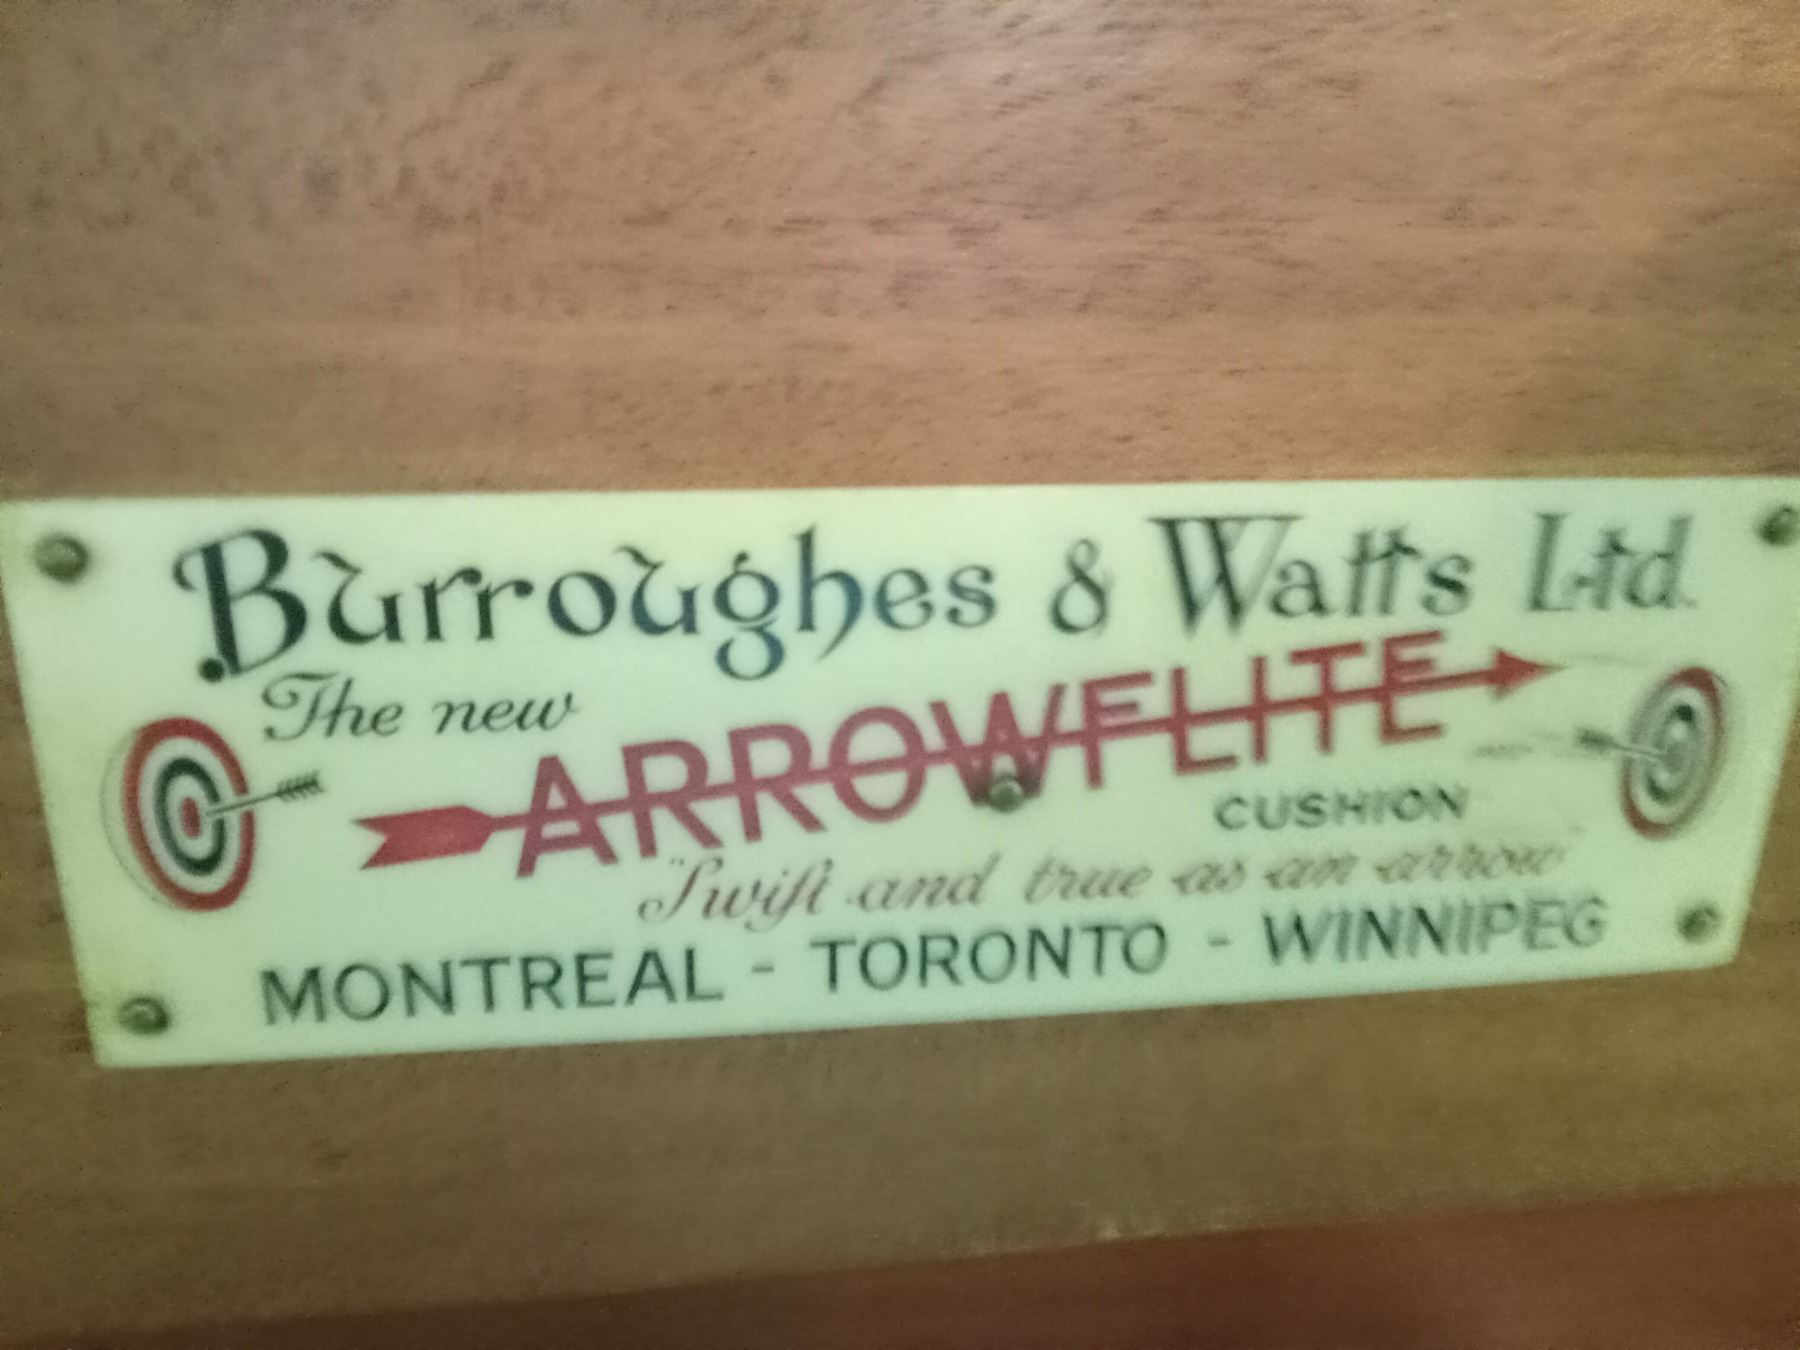 Burroughes & Watts Ltd.
The new
ARROWFLITE
CUSHION
"Swift and true as an arrow"
MONTREAL - TORONTO - WINNIPEG